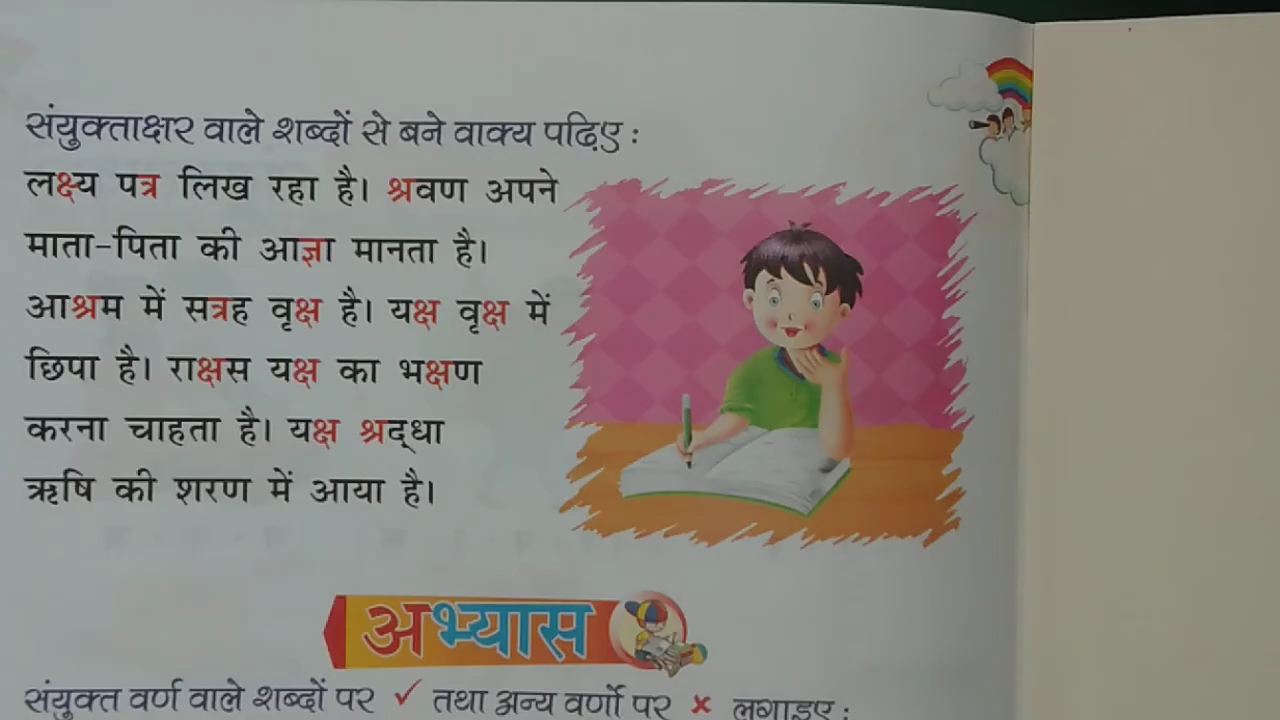 संयुक्ताक्षर वाले शब्दों से बने वाक्य पढ़िए :
लक्ष्य पत्र लिख रहा है। श्रवण अपने
माता-पिता की आज्ञा मानता है।
आश्रम में सत्रह वृक्ष है। यक्ष वृक्ष में
छिपा है। राक्षस यक्ष का भक्षण
करना चाहता है। यक्ष श्रद्‌धा
ऋषि की शरण में आया है।
अभ्यास
संयुक्त वर्ण वाले शब्दों पर ✓ तथा अन्य वर्णों पर ✗ लगाइए :